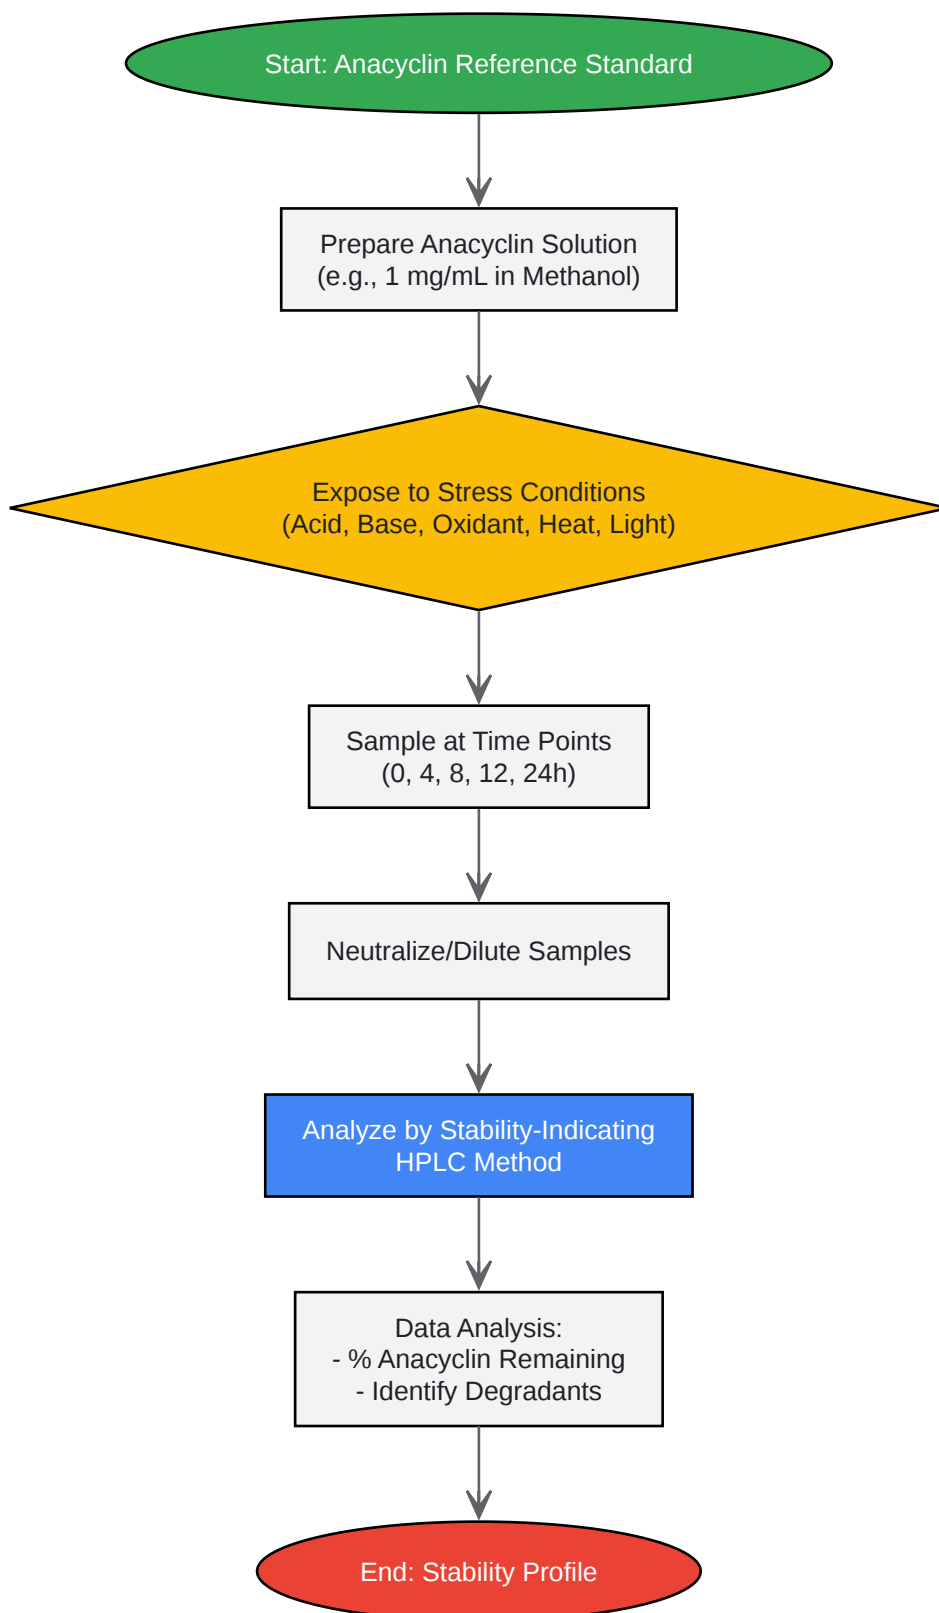 Start: Anacyclin Reference Standard
Prepare Anacyclin Solution
(e.g., 1 mg/mL in Methanol)
Expose to Stress Conditions
(Acid, Base, Oxidant, Heat, Light)
Sample at Time Points
(0, 4, 8, 12, 24h)
Neutralize/Dilute Samples
Analyze by Stability-Indicating
HPLC Method
Data Analysis:
- % Anacyclin Remaining
- Identify Degradants
End: Stability Profile